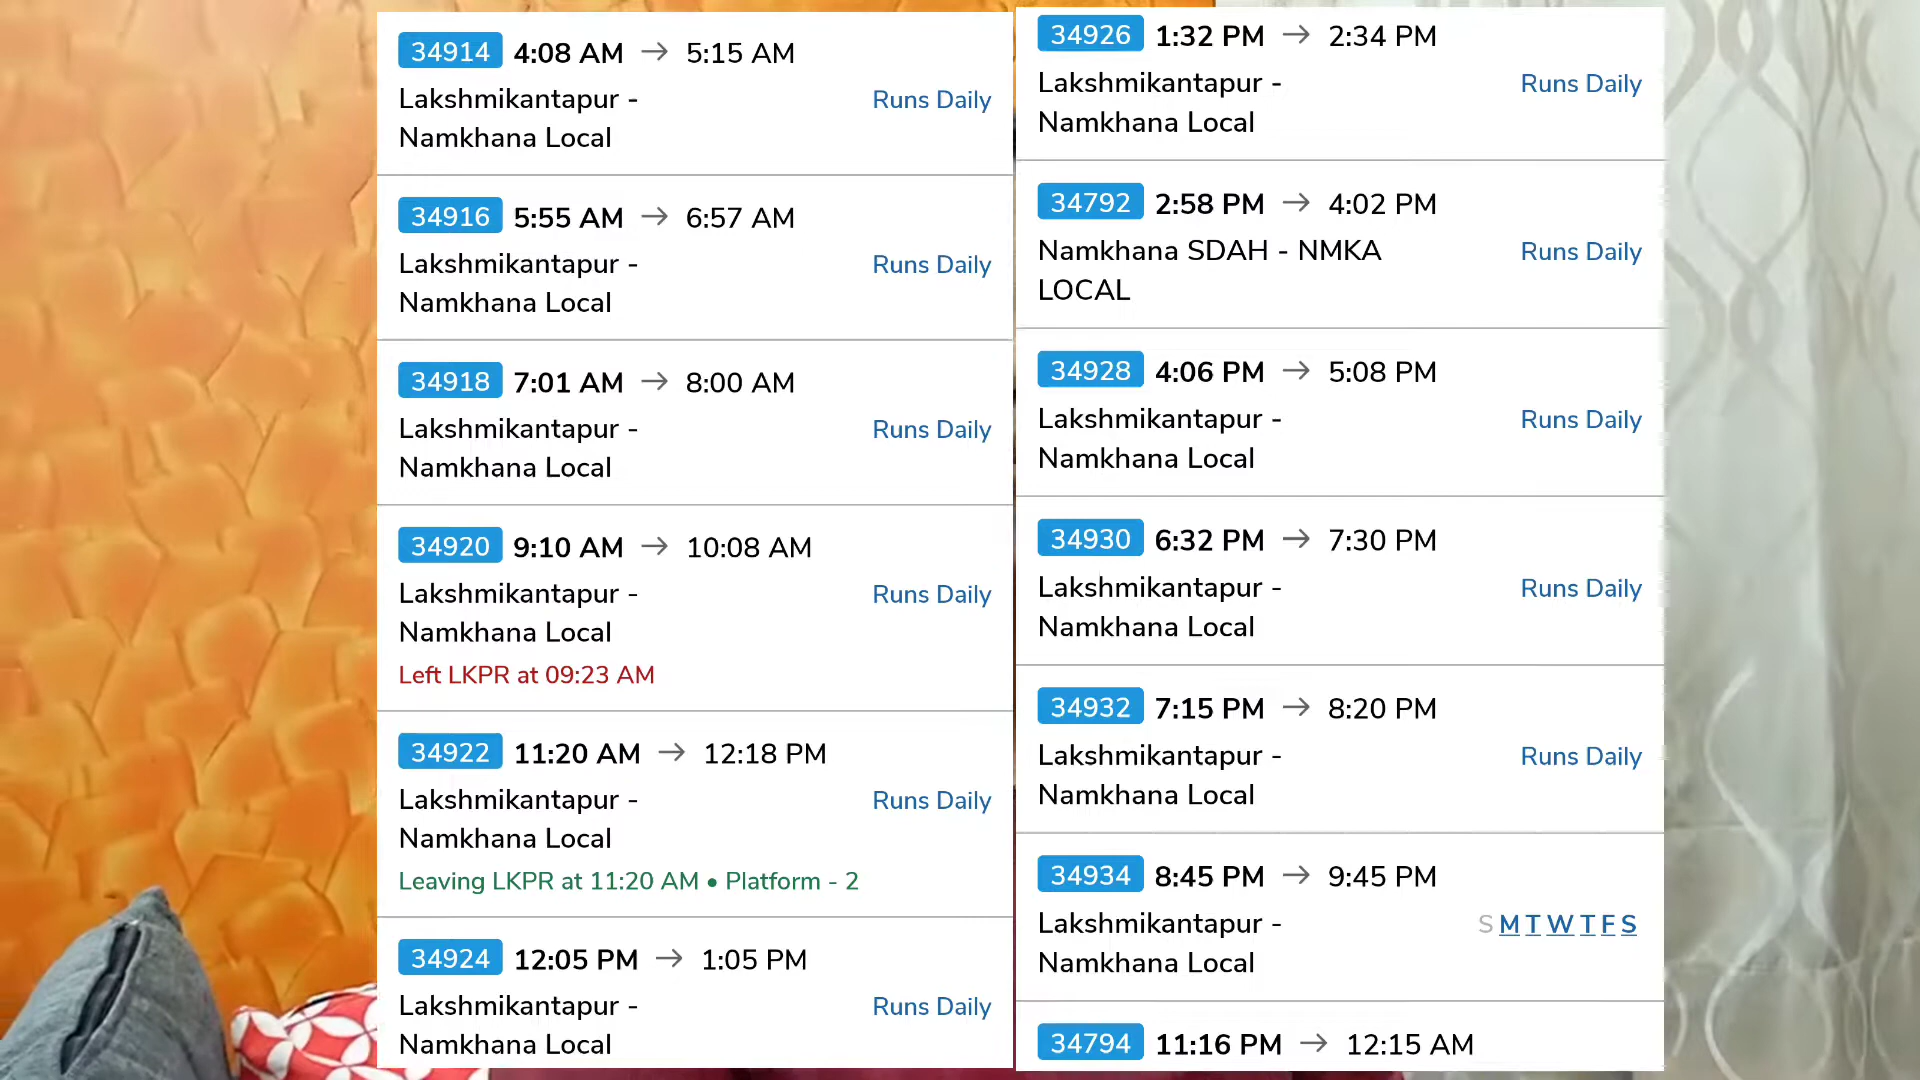 34914 4:08 AM → 5:15 AM
Lakshmikantapur - Runs Daily
Namkhana Local
34916 5:55 AM → 6:57 AM
Lakshmikantapur - Runs Daily
Namkhana Local
34918 7:01 AM → 8:00 AM
Lakshmikantapur - Runs Daily
Namkhana Local
34920 9:10 AM → 10:08 AM
Lakshmikantapur - Runs Daily
Namkhana Local
Left LKPR at 09:23 AM
34922 11:20 AM → 12:18 PM
Lakshmikantapur - Runs Daily
Namkhana Local
Leaving LKPR at 11:20 AM • Platform - 2
34924 12:05 PM → 1:05 PM
Lakshmikantapur - Runs Daily
Namkhana Local
34926 1:32 PM → 2:34 PM
Lakshmikantapur - Runs Daily
Namkhana Local
34792 2:58 PM → 4:02 PM
Namkhana SDAH - NMKA Runs Daily
LOCAL
34928 4:06 PM → 5:08 PM
Lakshmikantapur - Runs Daily
Namkhana Local
34930 6:32 PM → 7:30 PM
Lakshmikantapur - Runs Daily
Namkhana Local
34932 7:15 PM → 8:20 PM
Lakshmikantapur - Runs Daily
Namkhana Local
34934 8:45 PM → 9:45 PM
Lakshmikantapur - S M T W T F S
Namkhana Local
34794 11:16 PM → 12:15 AM